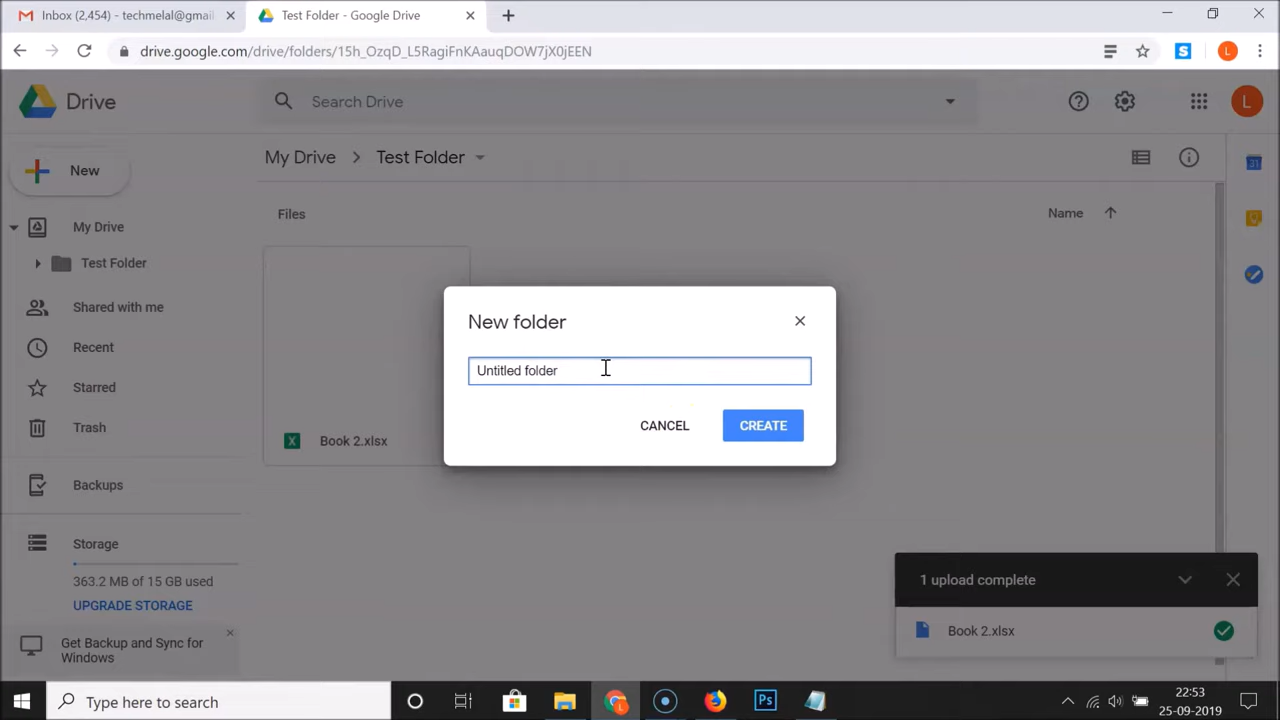 Inbox (2,454) - techmelal@gmail
Test Folder - Google Drive
drive.google.com/drive/folders/15h_OzqD_L5RagiFnKAauqDOW7jX0jEEN
L
Drive
Search Drive
L
New
My Drive
Test Folder
My Drive
Test Folder
Shared with me
Recent
Starred
Trash
Backups
Storage
363.2 MB of 15 GB used
UPGRADE STORAGE
Get Backup and Sync for
Windows
Files
Name
31
X
Book 2.xlsx
New folder
Untitled folder
CANCEL
CREATE
1 upload complete
Book 2.xlsx
Type here to search
L
Ps
22:53
25-09-2019